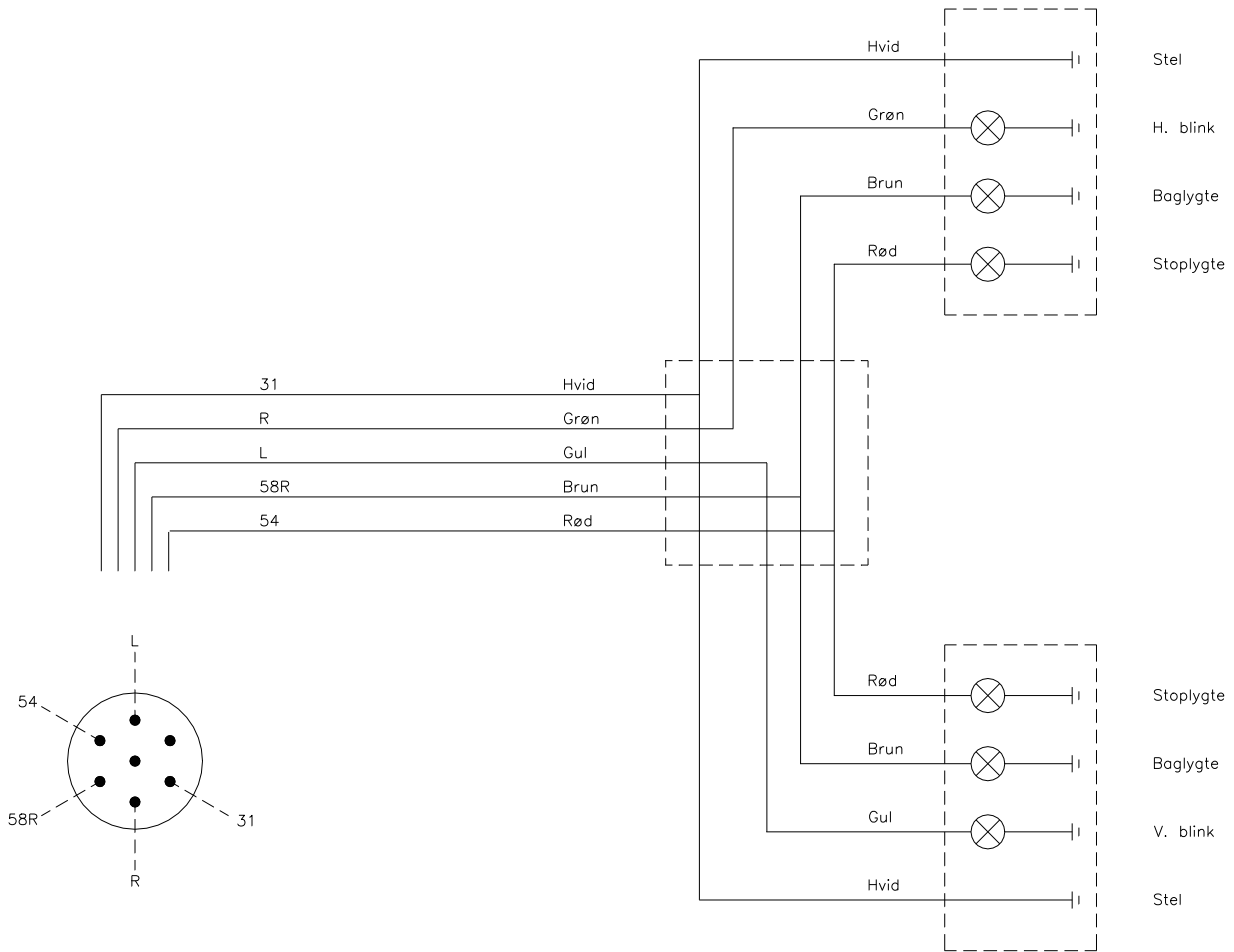 Hvid
Stel
Grøn
H. blink
Brun
Baglygte
Rød
Stoplygte
31 Hvid
R Grøn
L Gul
58R Brun
54 Rød
L
54
58R
31
R
Rød
Stoplygte
Brun
Baglygte
Gul
V. blink
Hvid
Stel